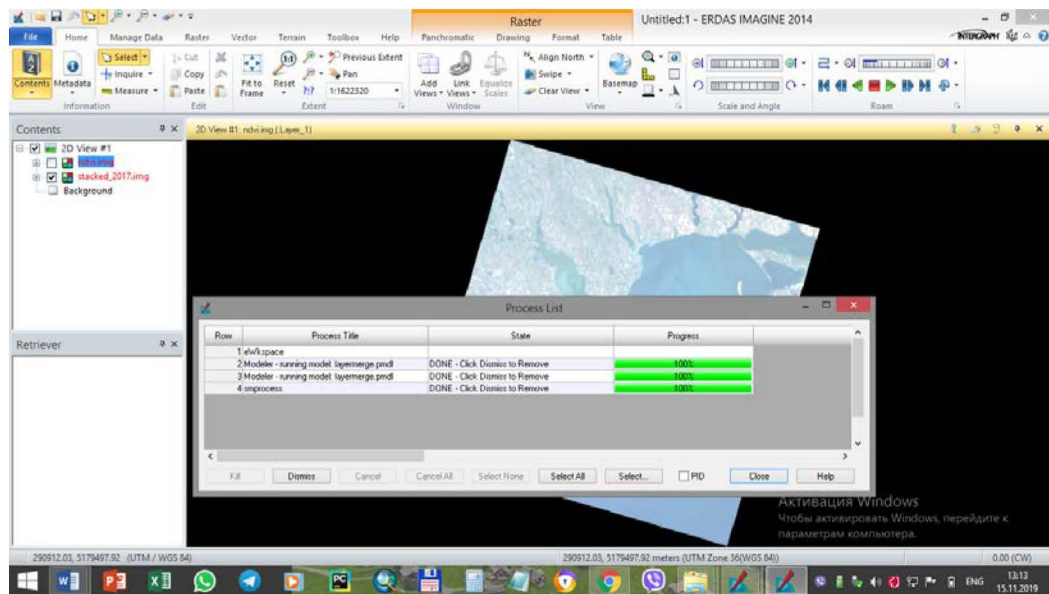 Raster
Untitled:1 - ERDAS IMAGINE 2014
File Home Manage Data Raster Vector Terrain Toolbox Help Panchromatic Drawing Format Table
INTERGRAPH
Contents Metadata
Select
Inquire
Measure
Information
Cut
Copy
Paste
Edit
Fit to Frame
Reset
Previous Extent
Pan
1:1622320
Extent
Add Views
Link Views
Equalize Scales
Window
Align North
Swipe
Clear View
Basemap
View
Scale and Angle
Roam
Contents
2D View #1: ndvi.img (Layer_1)
2D View #1
ndvi.img
stacked_2017.img
Background
Retriever
Process List
Row Process Title State Progress
1 eWkspace
2 Modeler - running model: layermerge.pmdl DONE - Click Dismiss to Remove 100%
3 Modeler - running model: layermerge.pmdl DONE - Click Dismiss to Remove 100%
4 smprocess DONE - Click Dismiss to Remove 100%
Kill Dismiss Cancel Cancel All Select None Select All Select... PID Close Help
Активация Windows
Чтобы активировать Windows, перейдите к
параметрам компьютера.
290912.03, 5179497.92 (UTM / WGS 84) 290912.03, 5179497.92 meters (UTM Zone 36(WGS 84)) 0.00 (CW)
ENG
13:13
15.11.2019